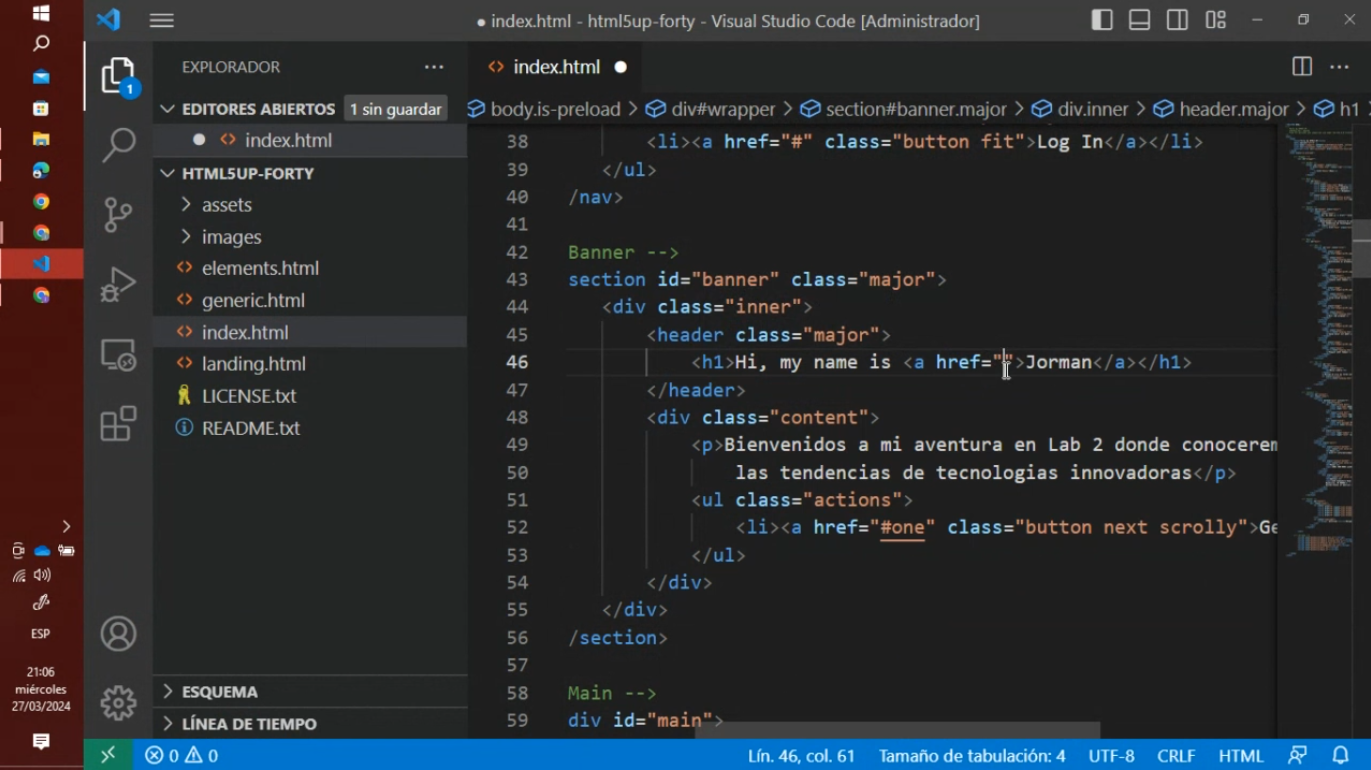 ● index.html - html5up-forty - Visual Studio Code [Administrador]
EXPLORADOR
EDITORES ABIERTOS 1 sin guardar
index.html
HTML5UP-FORTY
assets
images
elements.html
generic.html
index.html
landing.html
LICENSE.txt
README.txt
ESQUEMA
LÍNEA DE TIEMPO
1
ESP
21:06
miércoles
27/03/2024
index.html ●
body.is-preload > div#wrapper > section#banner.major > div.inner > header.major > h1
38 <li><a href="#" class="button fit">Log In</a></li>
39 </ul>
40 /nav>
41
42 Banner -->
43 section id="banner" class="major">
44 <div class="inner">
45 <header class="major">
46 <h1>Hi, my name is <a href="">Jorman</a></h1>
47 </header>
48 <div class="content">
49 <p>Bienvenidos a mi aventura en Lab 2 donde conocerem
50 las tendencias de tecnologias innovadoras</p>
51 <ul class="actions">
52 <li><a href="#one" class="button next scrolly">Ge
53 </ul>
54 </div>
55 </div>
56 /section>
57
58 Main -->
59 div id="main">
0 0 Lín. 46, col. 61 Tamaño de tabulación: 4 UTF-8 CRLF HTML